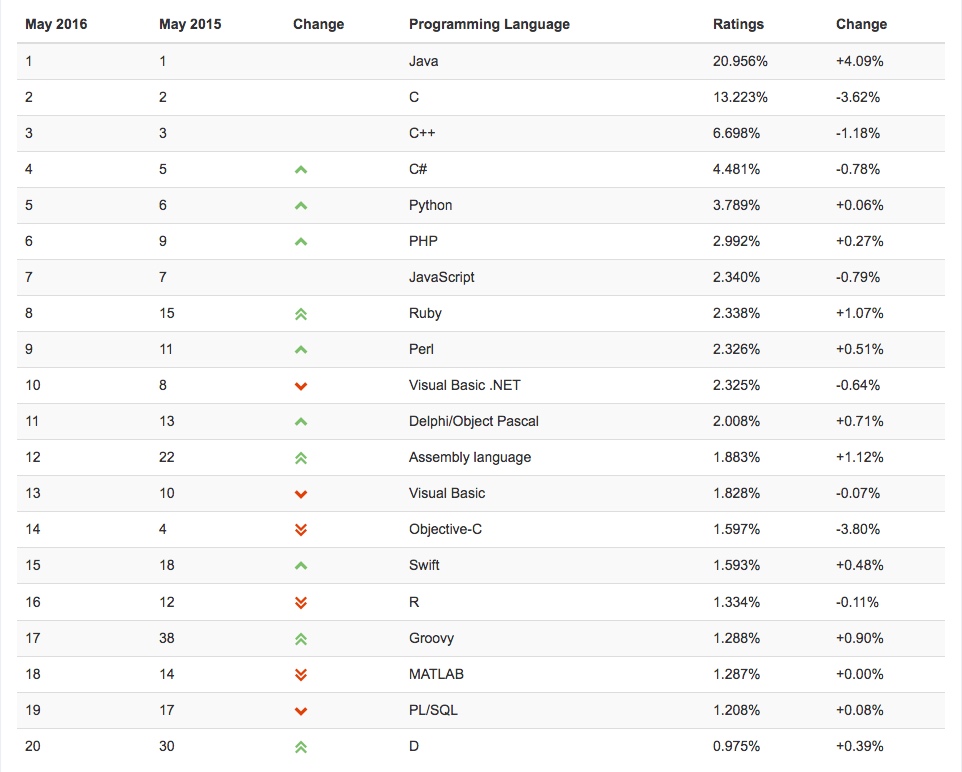 May 2016 May 2015 Change Programming Language Ratings Change
1 1 Java 20.956% +4.09%
2 2 C 13.223% -3.62%
3 3 C++ 6.698% -1.18%
4 5 C# 4.481% -0.78%
5 6 Python 3.789% +0.06%
6 9 PHP 2.992% +0.27%
7 7 JavaScript 2.340% -0.79%
8 15 Ruby 2.338% +1.07%
9 11 Perl 2.326% +0.51%
10 8 Visual Basic .NET 2.325% -0.64%
11 13 Delphi/Object Pascal 2.008% +0.71%
12 22 Assembly language 1.883% +1.12%
13 10 Visual Basic 1.828% -0.07%
14 4 Objective-C 1.597% -3.80%
15 18 Swift 1.593% +0.48%
16 12 R 1.334% -0.11%
17 38 Groovy 1.288% +0.90%
18 14 MATLAB 1.287% +0.00%
19 17 PL/SQL 1.208% +0.08%
20 30 D 0.975% +0.39%